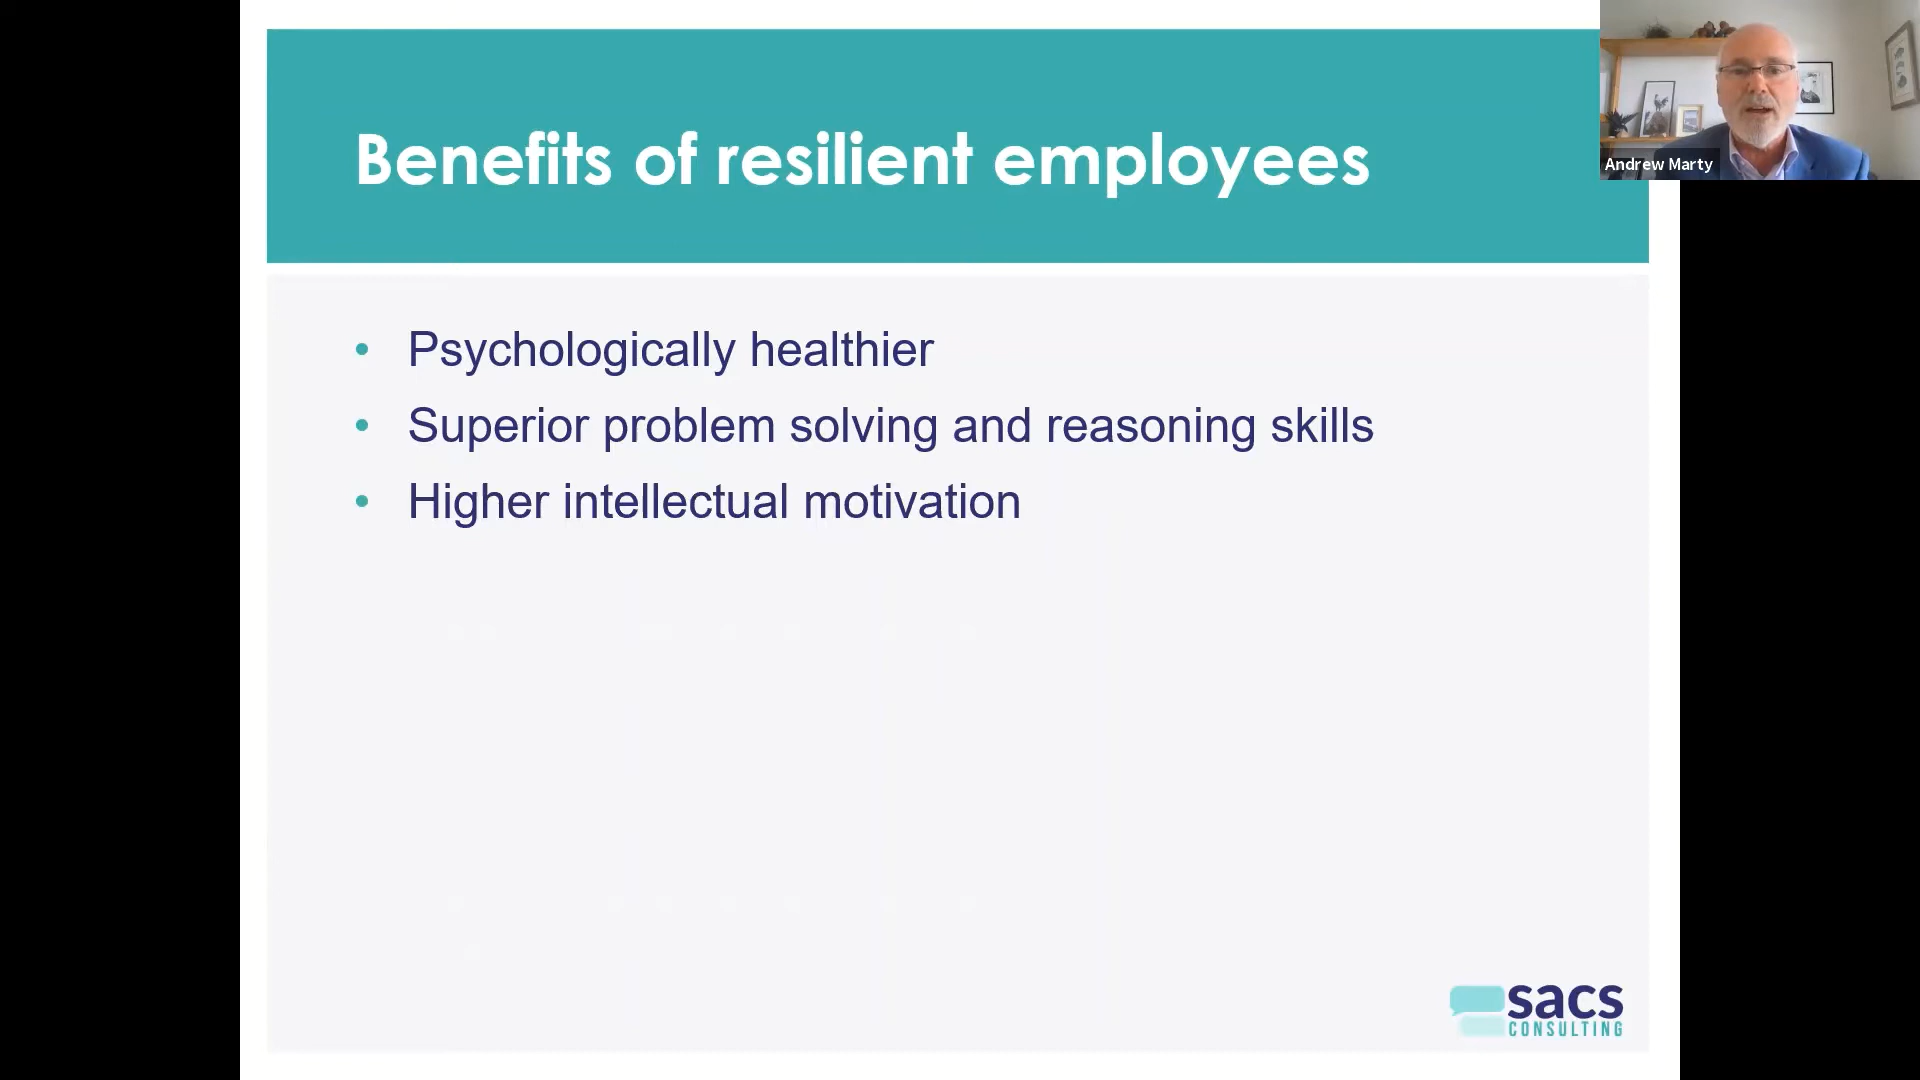 Benefits of resilient employees
Andrew Marty
• Psychologically healthier
• Superior problem solving and reasoning skills
• Higher intellectual motivation
sacs
CONSULTING